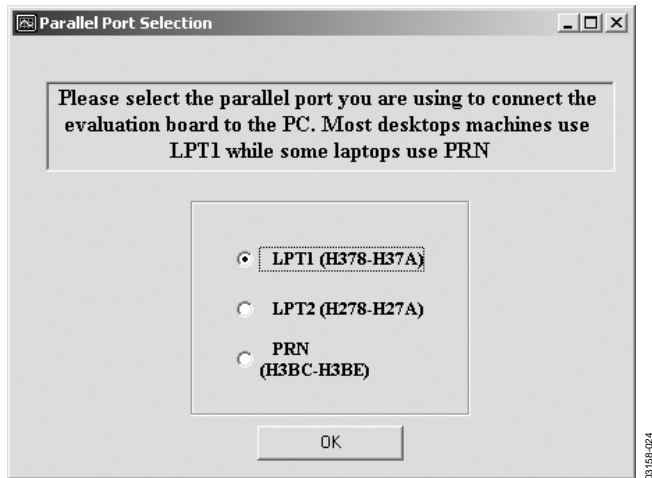 Parallel Port Selection
Please select the parallel port you are using to connect the
evaluation board to the PC. Most desktops machines use
LPT1 while some laptops use PRN
LPT1 (H378-H37A)
LPT2 (H278-H27A)
PRN
(H3BC-H3BE)
OK
03158-024